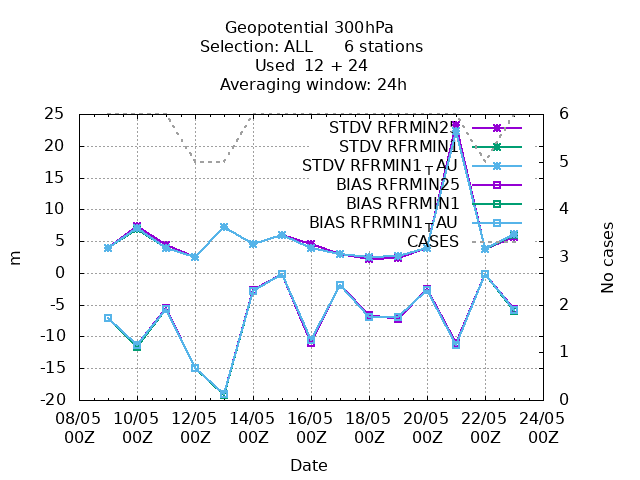 Geopotential 300hPa
Selection: ALL 6 stations
Used 12 + 24
Averaging window: 24h
25
20
15
10
5
0
-5
-10
-15
-20
m
6
5
4
3
2
1
0
No cases
STDV RFRMIN25
STDV RFRMIN1
STDV RFRMIN1TAU
BIAS RFRMIN25
BIAS RFRMIN1
BIAS RFRMIN1TAU
CASES
08/05 10/05 12/05 14/05 16/05 18/05 20/05 22/05 24/05
00Z 00Z 00Z 00Z 00Z 00Z 00Z 00Z 00Z
Date